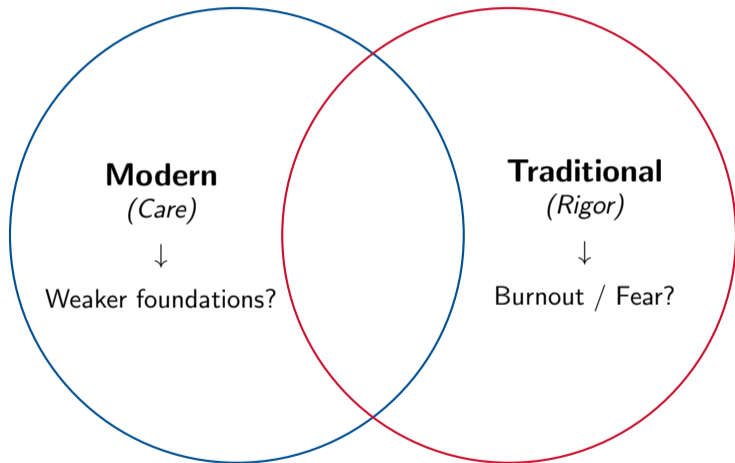 Modern
(Care)
↓
Weaker foundations?
Traditional
(Rigor)
↓
Burnout / Fear?